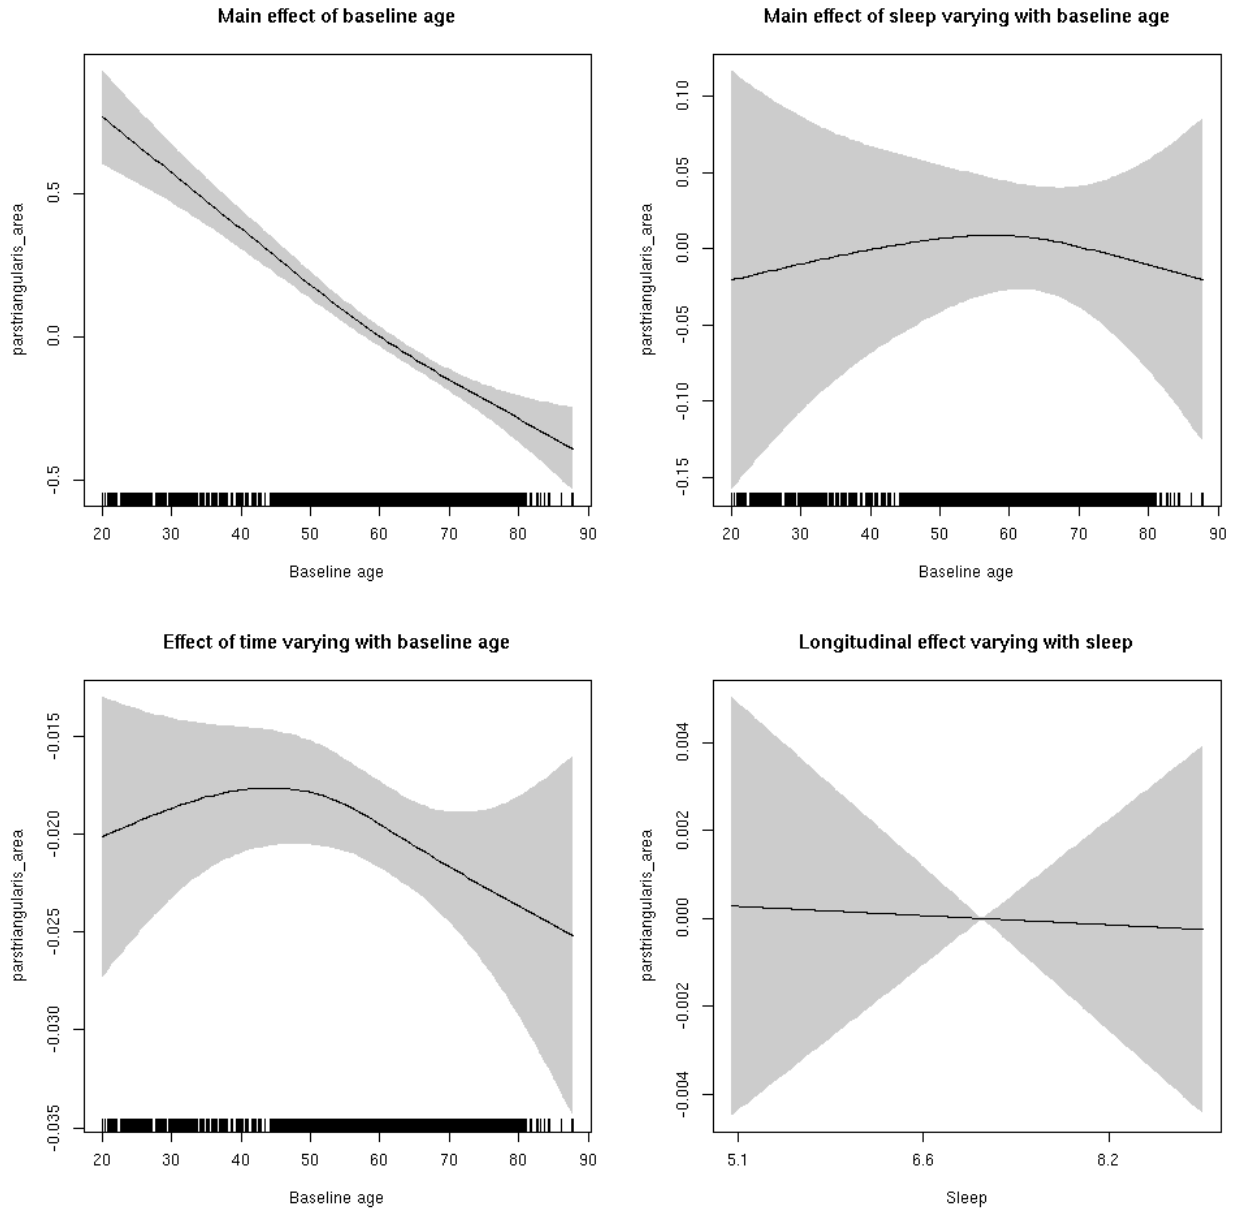 Main effect of baseline age
parstriangularis_area
0.5
0.0
-0.5
20 30 40 50 60 70 80 90
Baseline age
Main effect of sleep varying with baseline age
parstriangularis_area
0.10
0.05
0.00
-0.05
-0.10
-0.15
20 30 40 50 60 70 80 90
Baseline age
Effect of time varying with baseline age
parstriangularis_area
-0.015
-0.020
-0.025
-0.030
-0.035
20 30 40 50 60 70 80 90
Baseline age
Longitudinal effect varying with sleep
parstriangularis_area
0.004
0.002
0.000
-0.002
-0.004
5.1 6.6 8.2
Sleep